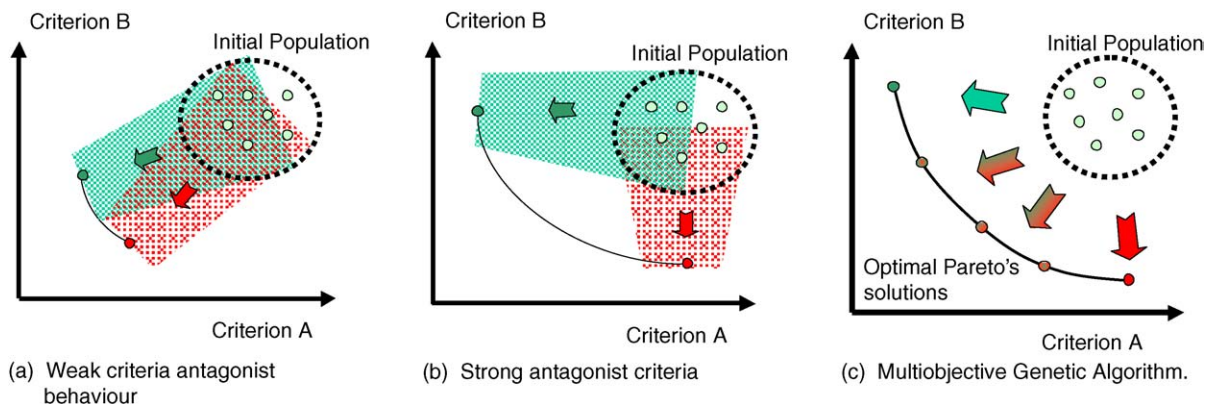 Criterion B
Initial Population
Criterion A
(a) Weak criteria antagonist
behaviour
Criterion B
Initial Population
Criterion A
(b) Strong antagonist criteria
Criterion B
Initial Population
Optimal Pareto's
solutions
Criterion A
(c) Multiobjective Genetic Algorithm.